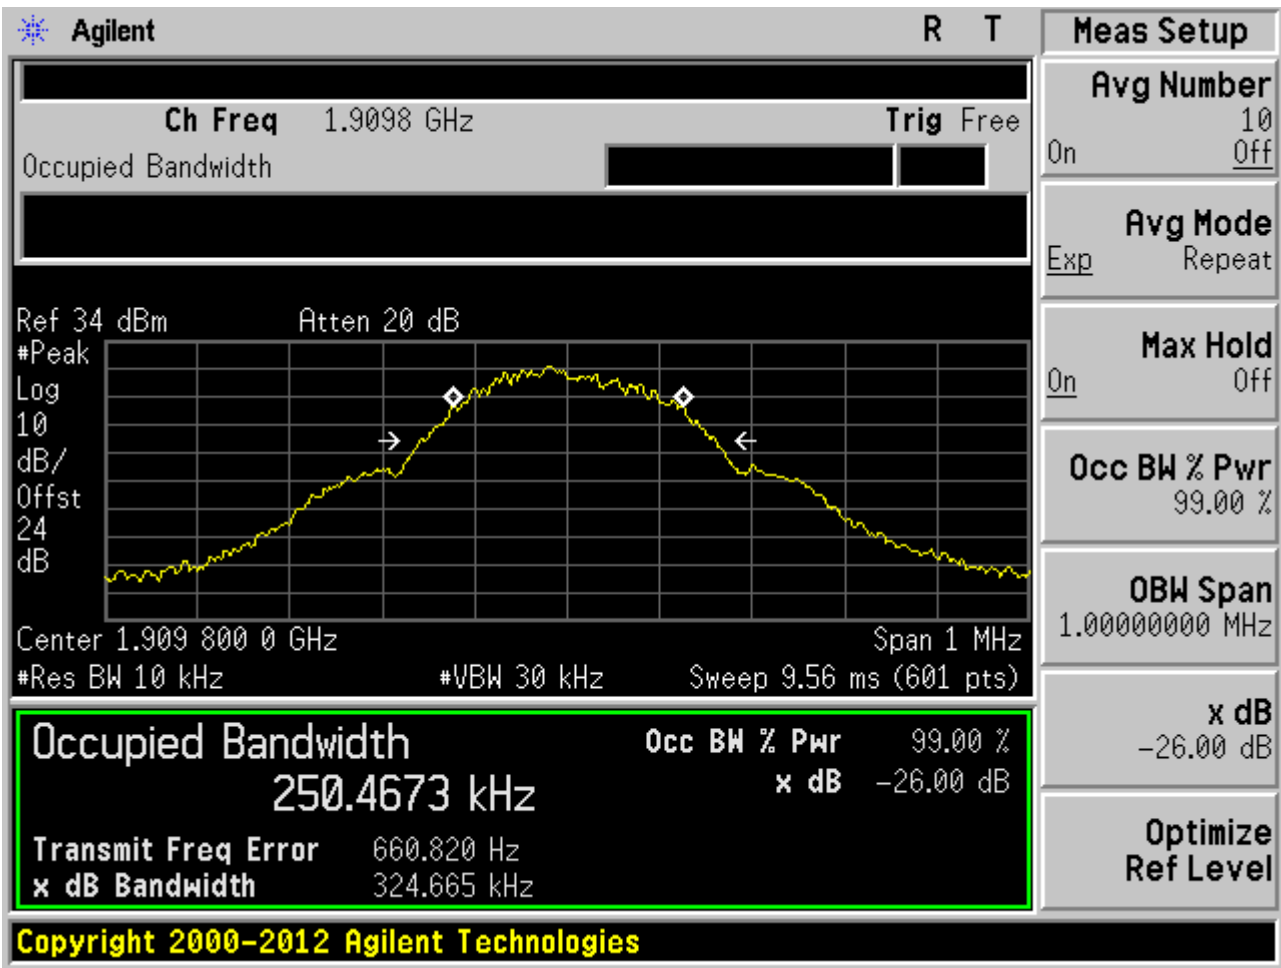 Agilent R T
Ch Freq 1.9098 GHz Trig Free
Occupied Bandwidth
Ref 34 dBm Atten 20 dB
#Peak
Log
10
dB/
Offst
24
dB
Center 1.909 800 0 GHz Span 1 MHz
#Res BW 10 kHz #VBW 30 kHz Sweep 9.56 ms (601 pts)
Occupied Bandwidth Occ BW % Pwr 99.00 %
250.4673 kHz x dB -26.00 dB
Transmit Freq Error 660.820 Hz
x dB Bandwidth 324.665 kHz
Copyright 2000-2012 Agilent Technologies
Meas Setup
Avg Number
10
On Off
Avg Mode
Exp Repeat
Max Hold
On Off
Occ BW % Pwr
99.00 %
OBW Span
1.00000000 MHz
x dB
-26.00 dB
Optimize
Ref Level